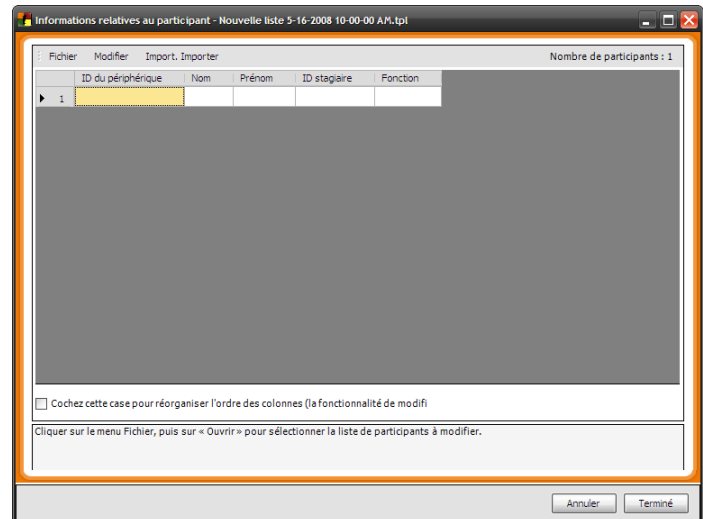 Informations relatives au participant - Nouvelle liste 5-16-2008 10-00-00 AM.tpl
Fichier Modifier Import. Importer Nombre de participants : 1
ID du périphérique Nom Prénom ID stagiaire Fonction
1
Cochez cette case pour réorganiser l'ordre des colonnes (la fonctionnalité de modifi
Cliquer sur le menu Fichier, puis sur « Ouvrir » pour sélectionner la liste de participants à modifier.
Annuler Terminé